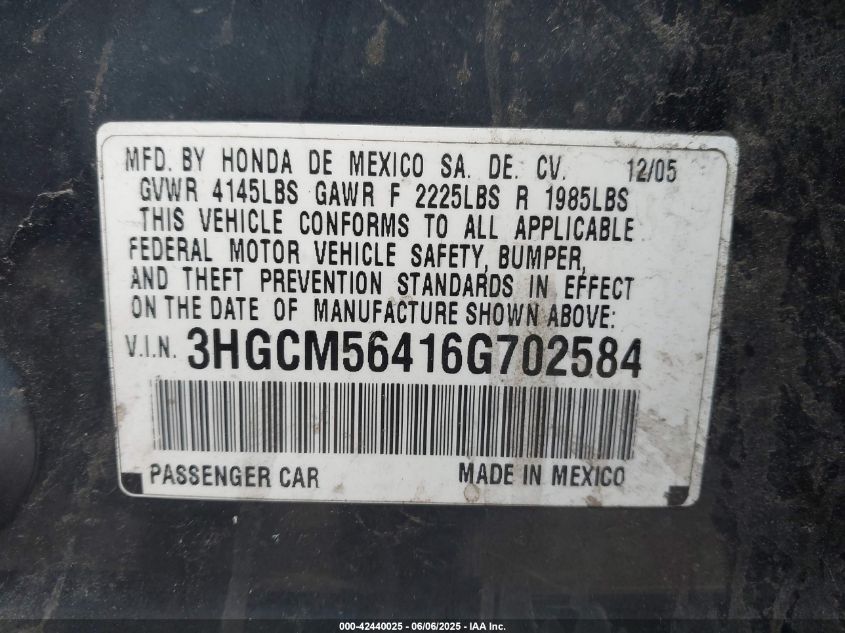 MFD. BY HONDA DE MEXICO SA. DE. CV. 12/05
GVWR 4145LBS GAWR F 2225LBS R 1985LBS
THIS VEHICLE CONFORMS TO ALL APPLICABLE
FEDERAL MOTOR VEHICLE SAFETY, BUMPER,
AND THEFT PREVENTION STANDARDS IN EFFECT
ON THE DATE OF MANUFACTURE SHOWN ABOVE:
V.I.N. 3HGCM56416G702584
PASSENGER CAR MADE IN MEXICO
000-42440025 - 06/06/2025 - IAA Inc.